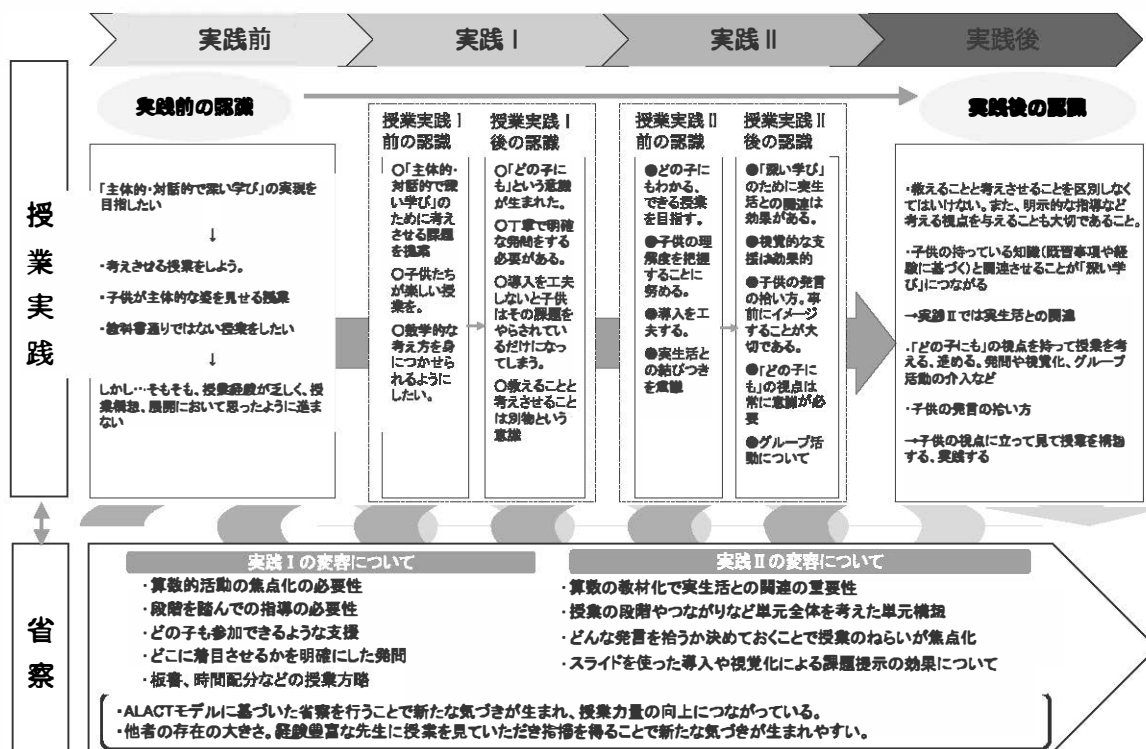 実践前
実践Ⅰ
実践Ⅱ
実践後
授業実践
実践前の認識
実践後の認識
「主体的・対話的で深い学び」の実現を
目指したい
↓
・考えさせる授業をしよう。
・子供が主体的な姿を見せる授業
・教科書通りではない授業をしたい
↓
しかし…そもそも、授業経験が乏しく、授
業構想、展開において思ったように進ま
ない
授業実践Ⅰ
前の認識
○「主体的・
対話的で深
い学び」の
ために考え
させる課題
を提案
○子供たち
が楽しい授
業を。
○数学的な
考え方を身
につかせら
れるように
したい。
授業実践Ⅰ
後の認識
○「どの子に
も」という意識
が生まれた。
○丁寧で明確
な発問をする
必要がある。
○導入を工夫
しないと子供
はその課題を
やらされてい
るだけになっ
てしまう。
○教えることと
考えさせること
は別物という
意識
授業実践Ⅱ
前の認識
●どの子に
もわかる、
できる授業
を目指す。
●子供の理
解度を把握
することに
努める。
●導入を工
夫する。
●実生活と
の結びつき
を意識
授業実践Ⅱ
後の認識
●「深い学び」
のために実生
活との関連は
効果がある。
●視覚的な支
援は効果的
●子供の発言
の拾い方。事
前にイメージ
することが大
切である。
●「どの子に
も」の視点は
常に意識が必
要
●グループ活
動について
・教えることと考えさせることを区別しなく
てはいけない。また、明示的な指導など
考える視点を与えることも大切であること。
・子供の持っている知識(既習事項や経
験に基づく)と関連させることが「深い学
び」につながる
→実践Ⅱでは実生活との関連
・「どの子にも」の視点を持って授業を考
える、進める。発問や視覚化、グループ
活動の介入など
・子供の発言の拾い方
→子供の視点に立って見て授業を構想
する、実践する
省察
実践Ⅰの変容について
・算数的活動の焦点化の必要性
・段階を踏んでの指導の必要性
・どの子も参加できるような支援
・どこに着目させるかを明確にした発問
・板書、時間配分などの授業方略
実践Ⅱの変容について
・算数の教材化で実生活との関連の重要性
・授業の段階やつながりなど単元全体を考えた単元構想
・どんな発言を拾うか決めておくことで授業のねらいが焦点化
・スライドを使った導入や視覚化による課題提示の効果について
・ALACTモデルに基づいた省察を行うことで新たな気づきが生まれ、授業力量の向上につながっている。
・他者の存在の大きさ。経験豊富な先生に授業を見ていただき指摘を得ることで新たな気づきが生まれやすい。